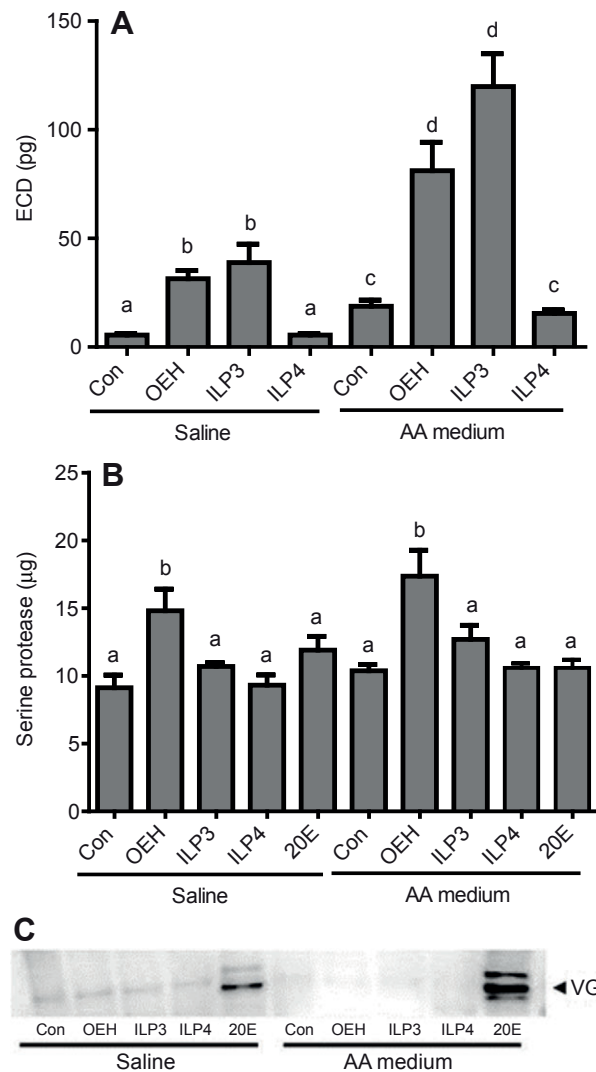 A
ECD (pg)
150
100
50
0
a
b
b
a
c
d
d
c
Con
OEH
ILP3
ILP4
Con
OEH
ILP3
ILP4
Saline
AA medium
B
Serine protease (µg)
25
20
15
10
5
0
a
b
a
a
a
a
b
a
a
a
Con
OEH
ILP3
ILP4
20E
Con
OEH
ILP3
ILP4
20E
Saline
AA medium
C
VG
Con OEH ILP3 ILP4 20E Con OEH ILP3 ILP4 20E
Saline
AA medium